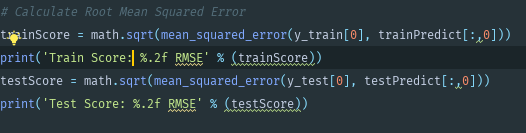 # Calculate Root Mean Squared Error
trainScore = math.sqrt(mean_squared_error(y_train[0], trainPredict[:,0]))
print('Train Score: %.2f RMSE' % (trainScore))
testScore = math.sqrt(mean_squared_error(y_test[0], testPredict[:,0]))
print('Test Score: %.2f RMSE' % (testScore))